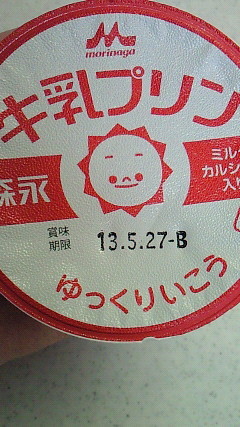 morinaga
牛乳プリン
森永
ミルク
カルシ
入
賞味
期限
13.5.27-B
ゆっくりいこう